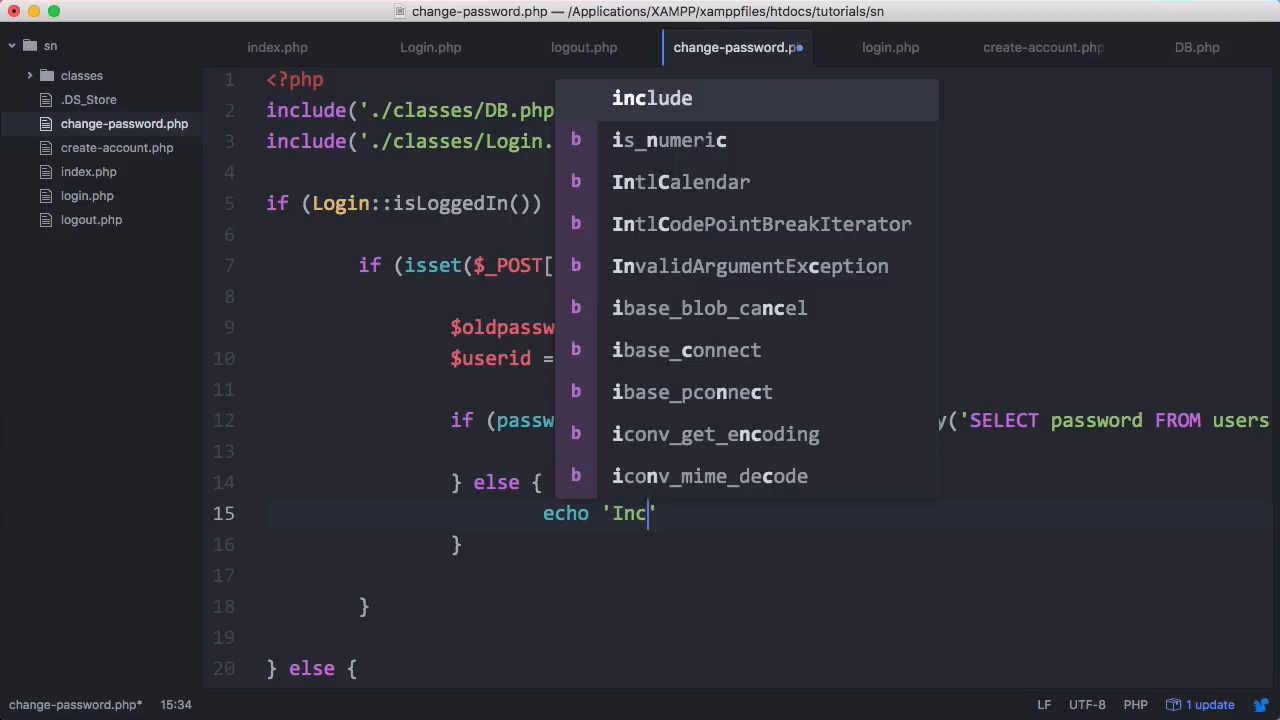 change-password.php — /Applications/XAMPP/xamppfiles/htdocs/tutorials/sn
sn
classes
.DS_Store
change-password.php
create-account.php
index.php
login.php
logout.php
index.php Login.php logout.php change-password.p login.php create-account.php DB.php
1 <?php
2 include('./classes/DB.php
3 include('./classes/Login.
4
5 if (Login::isLoggedIn())
6
7 if (isset($_POST[
8
9 $oldpassw
10 $userid =
11
12 if (passw y('SELECT password FROM users
13
14 } else {
15 echo 'Inc'
16 }
17
18 }
19
20 } else {
include
b is_numeric
b IntlCalendar
b IntlCodePointBreakIterator
b InvalidArgumentException
b ibase_blob_cancel
b ibase_connect
b ibase_pconnect
b iconv_get_encoding
b iconv_mime_decode
change-password.php* 15:34 LF UTF-8 PHP 1 update